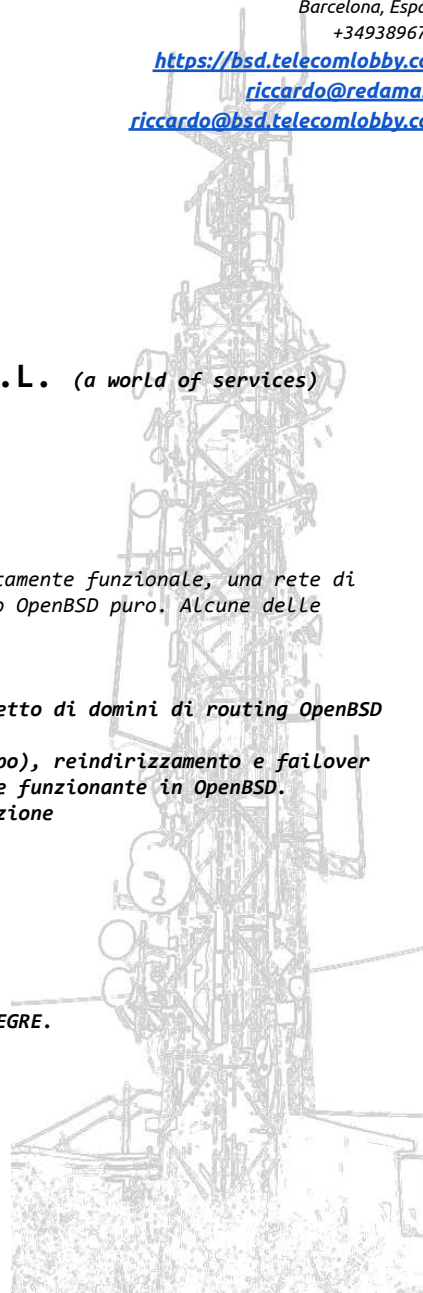 Barcelona, Espa
+34938967
https://bsd.telecomlobby.co
riccardo@redama
riccardo@bsd.telecomlobby.co
.L. (a world of services)
camente funzionale, una rete di
o OpenBSD puro. Alcune delle
etto di domini di routing OpenBSD
po), reindirizzamento e failover
e funzionante in OpenBSD.
zione
EGRE.